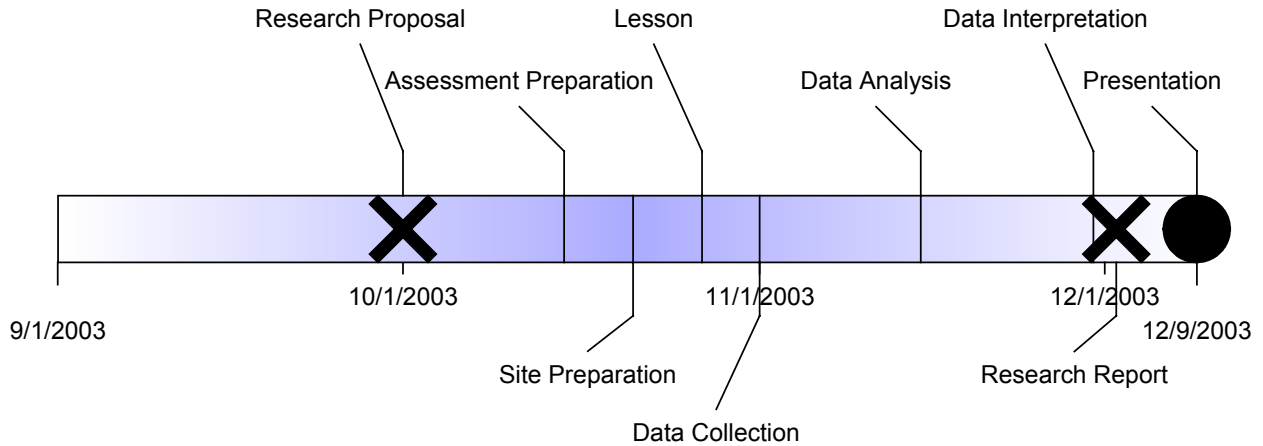 Research Proposal
Lesson
Data Interpretation
Assessment Preparation
Data Analysis
Presentation
10/1/2003
11/1/2003
12/1/2003
9/1/2003
12/9/2003
Site Preparation
Research Report
Data Collection